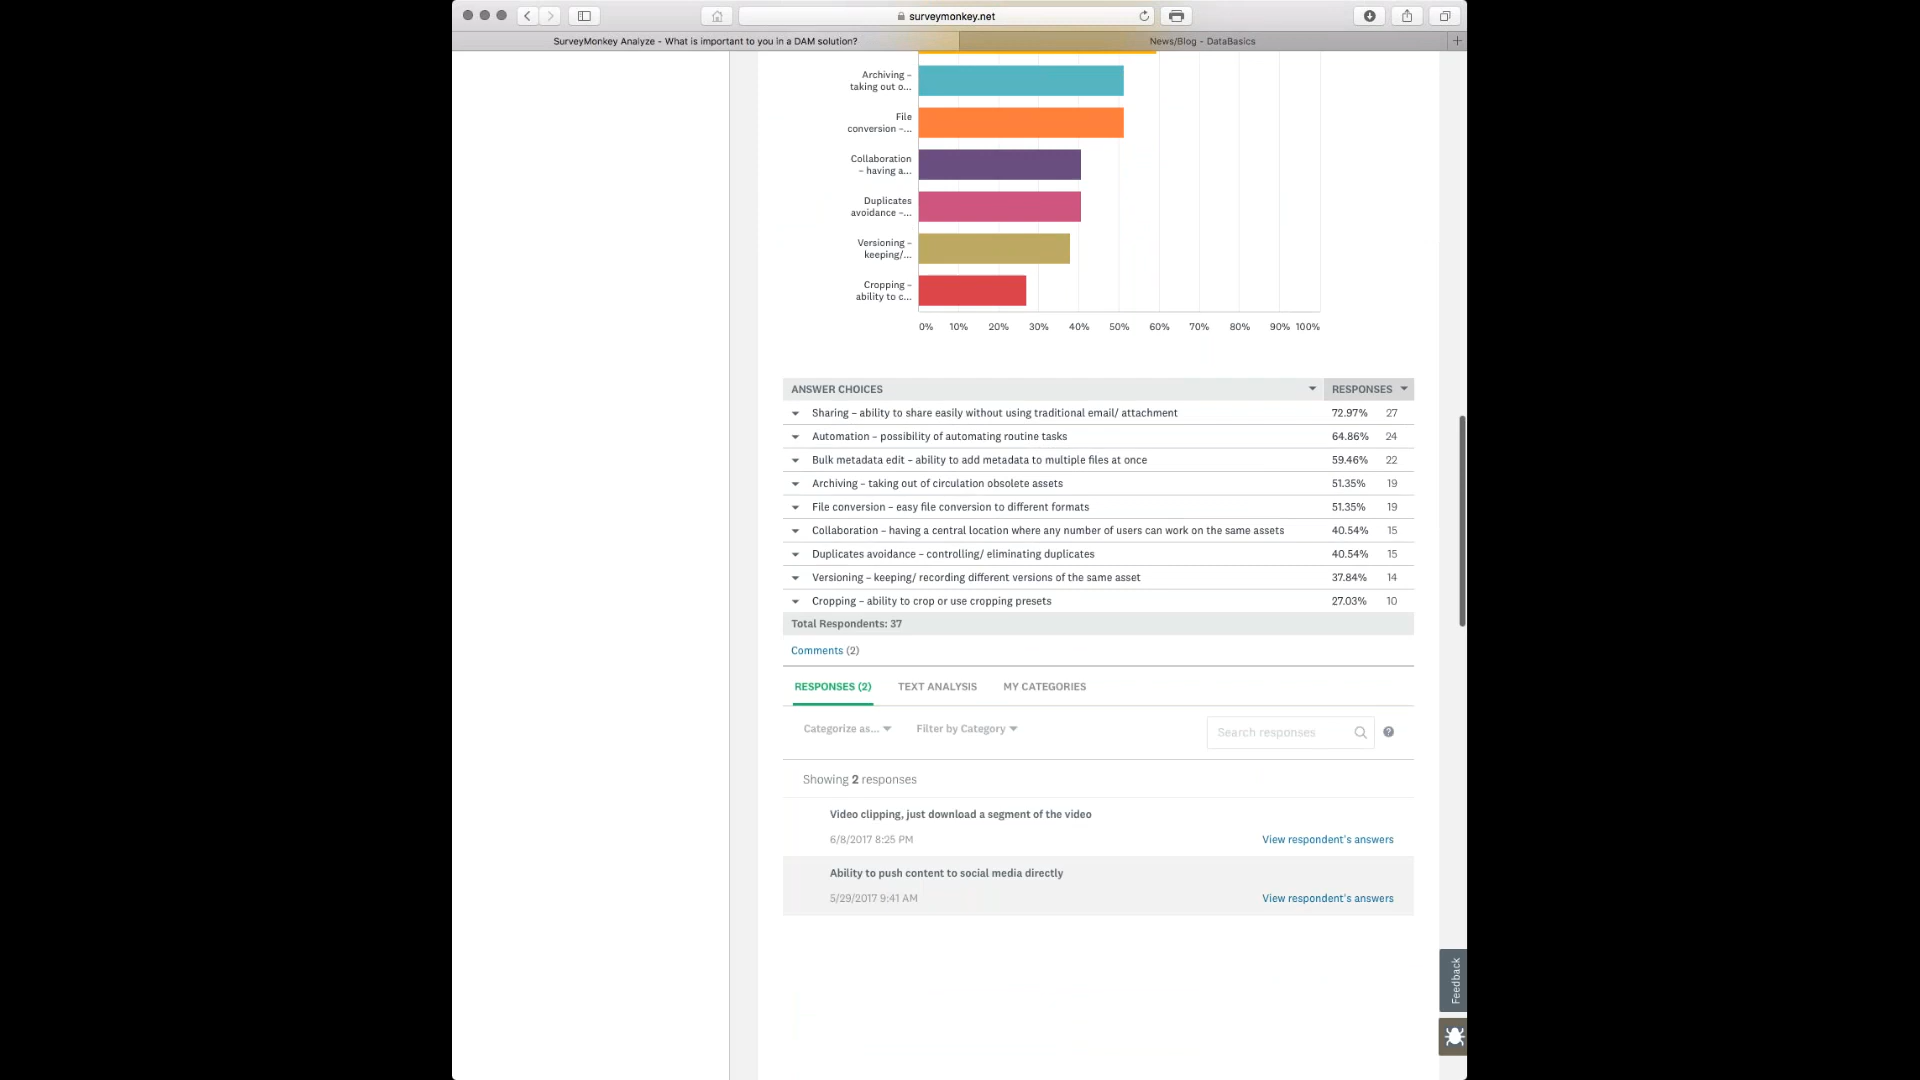 surveymonkey.net
SurveyMonkey Analyze - What is important to you in a DAM solution?
News/Blog - DataBasics
Archiving –
taking out o...
File
conversion –...
Collaboration
– having a...
Duplicates
avoidance –...
Versioning –
keeping/...
Cropping –
ability to c...
0% 10% 20% 30% 40% 50% 60% 70% 80% 90% 100%
ANSWER CHOICES RESPONSES
Sharing – ability to share easily without using traditional email/ attachment 72.97% 27
Automation – possibility of automating routine tasks 64.86% 24
Bulk metadata edit – ability to add metadata to multiple files at once 59.46% 22
Archiving – taking out of circulation obsolete assets 51.35% 19
File conversion – easy file conversion to different formats 51.35% 19
Collaboration – having a central location where any number of users can work on the same assets 40.54% 15
Duplicates avoidance – controlling/ eliminating duplicates 40.54% 15
Versioning – keeping/ recording different versions of the same asset 37.84% 14
Cropping – ability to crop or use cropping presets 27.03% 10
Total Respondents: 37
Comments (2)
RESPONSES (2) TEXT ANALYSIS MY CATEGORIES
Categorize as... Filter by Category Search responses ?
Showing 2 responses
Video clipping, just download a segment of the video
6/8/2017 8:25 PM View respondent's answers
Ability to push content to social media directly
5/29/2017 9:41 AM View respondent's answers
Feedback